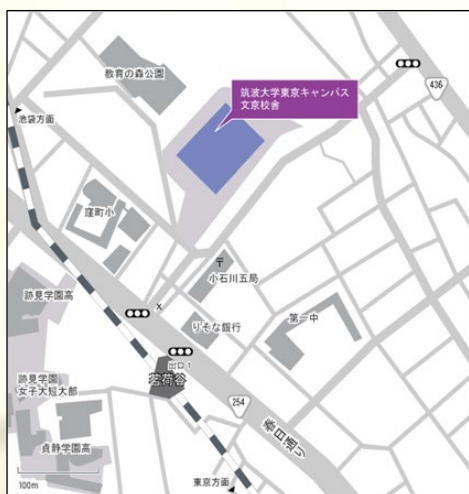 教育の森公園
筑波大学東京キャンパス
文京校舎
436
池袋方面
窪町小
〒
小石川五局
跡見学園高
X
りそな銀行
第一中
出口1
茗荷谷
跡見学園
女子大短大部
254
春日通り
貞静学園高
100m
東京方面